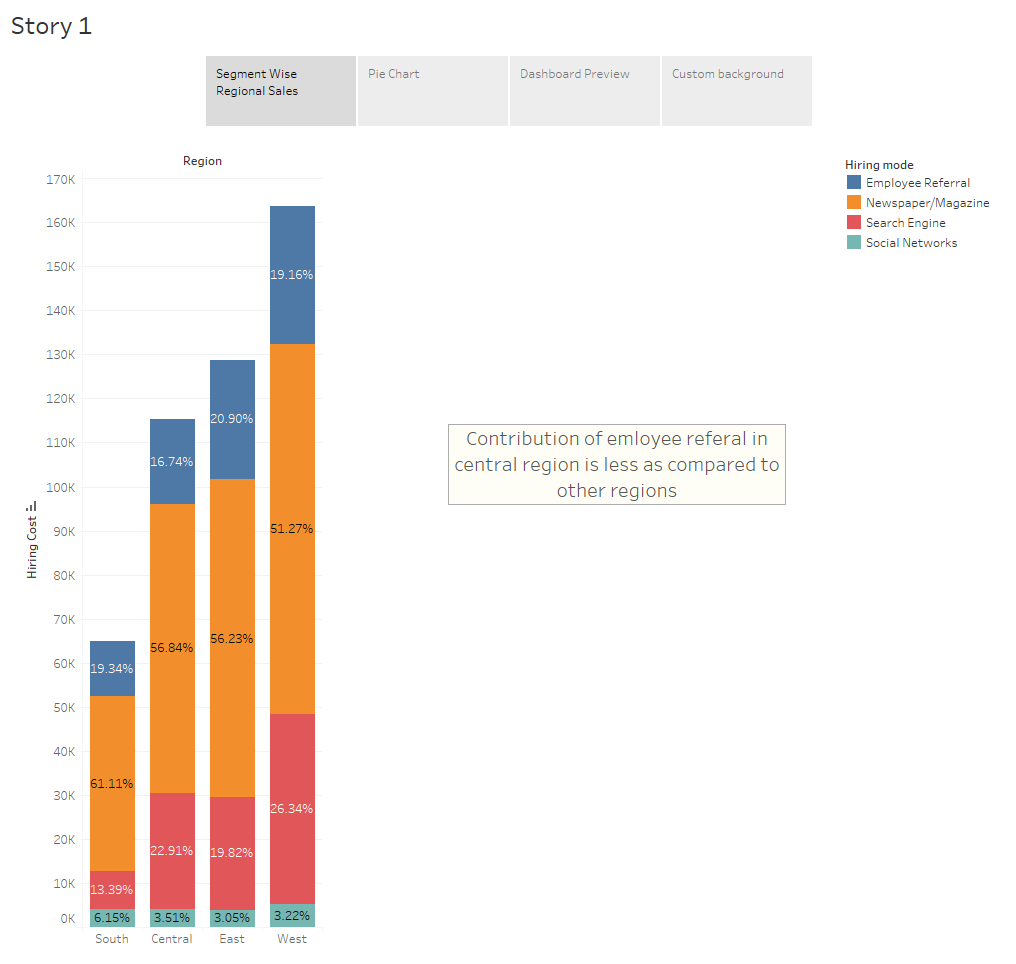 Story 1
Segment Wise
Regional Sales
Pie Chart
Dashboard Preview
Custom background
Region
Hiring mode
Employee Referral
Newspaper/Magazine
Search Engine
Social Networks
170K
160K
150K
140K
130K
120K
110K
100K
90K
80K
70K
60K
50K
40K
30K
20K
10K
0K
Hiring Cost
19.34%
61.11%
13.39%
6.15%
16.74%
56.84%
22.91%
3.51%
20.90%
56.23%
19.82%
3.05%
19.16%
51.27%
26.34%
3.22%
South
Central
East
West
Contribution of emloyee referal in
central region is less as compared to
other regions